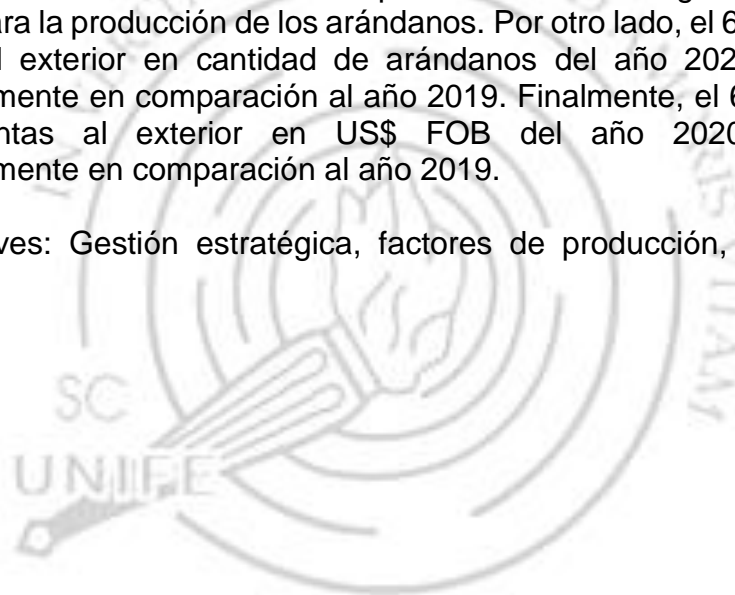 ara la producción de los arándanos. Por otro lado, el 6
l exterior en cantidad de arándanos del año 202
mente en comparación al año 2019. Finalmente, el 6
ntas al exterior en US$ FOB del año 2020
mente en comparación al año 2019.
ves: Gestión estratégica, factores de producción,
SC
UNIFE